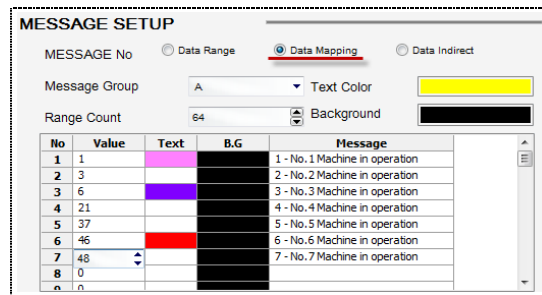 MESSAGE SETUP
MESSAGE No Data Range Data Mapping Data Indirect
Message Group A Text Color
Range Count 64 Background
No Value Text B.G Message
1 1 1 - No.1 Machine in operation
2 3 2 - No.2 Machine in operation
3 6 3 - No.3 Machine in operation
4 21 4 - No.4 Machine in operation
5 37 5 - No.5 Machine in operation
6 46 6 - No.6 Machine in operation
7 48 7 - No.7 Machine in operation
8 0
9 0